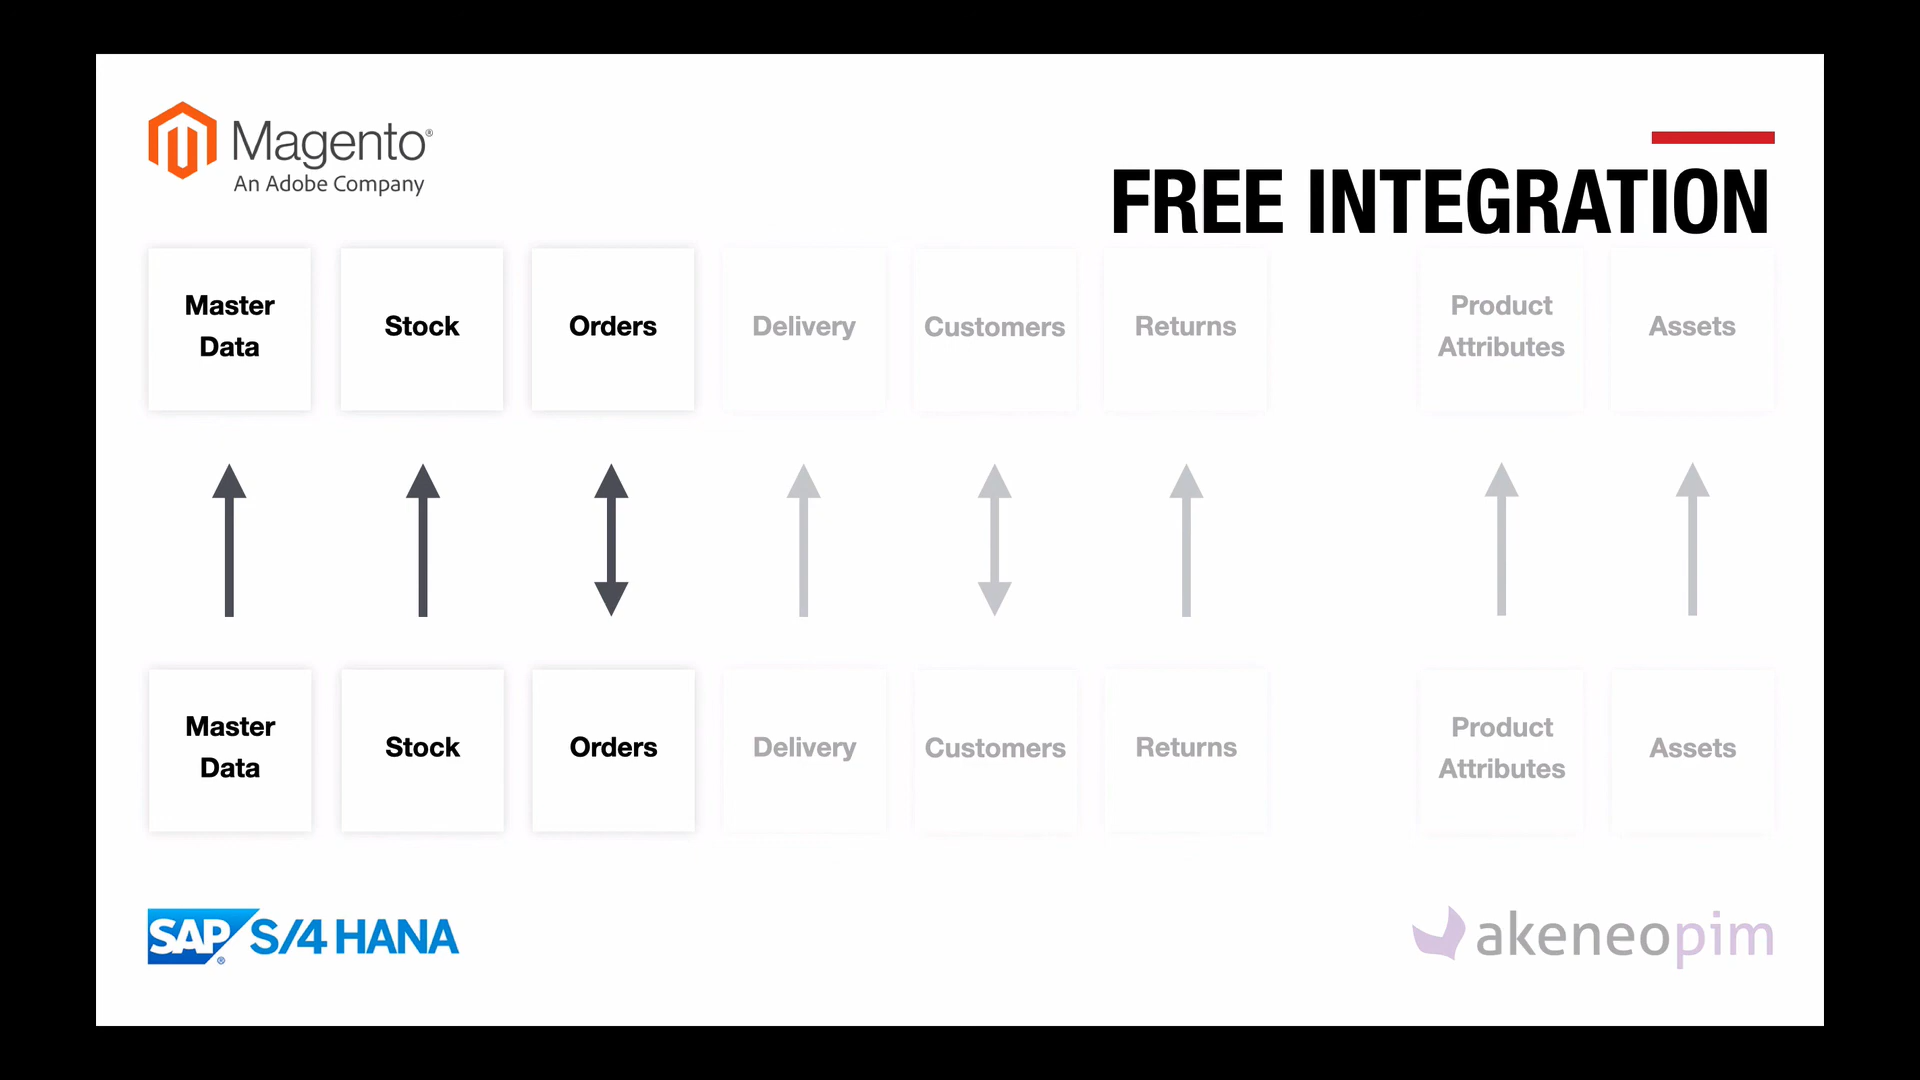 Magento®
An Adobe Company
FREE INTEGRATION
Master
Data
Stock
Orders
Delivery
Customers
Returns
Product
Attributes
Assets
Master
Data
Stock
Orders
Delivery
Customers
Returns
Product
Attributes
Assets
SAP® S/4 HANA
akeneopim